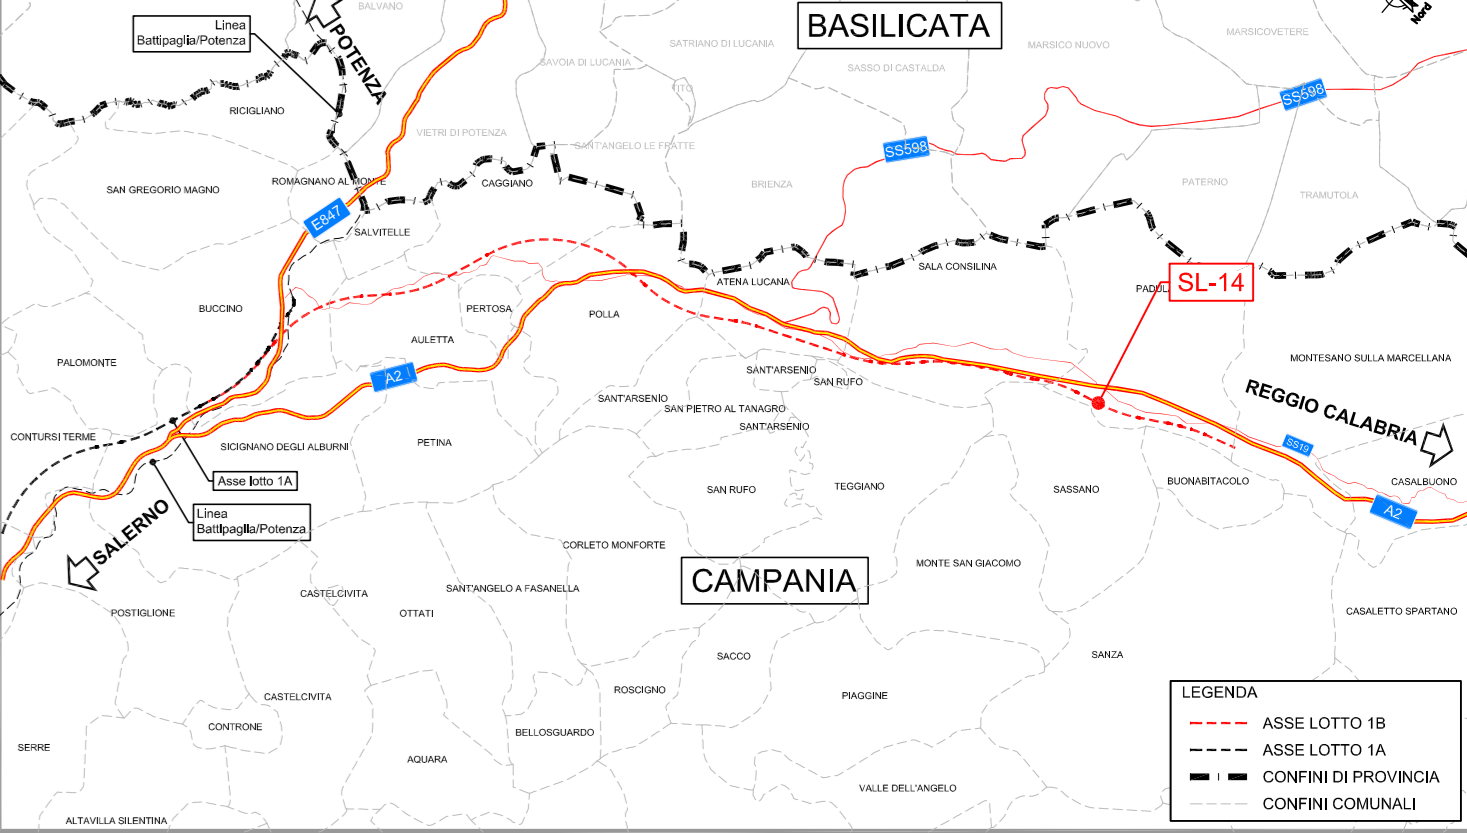 BALVANO
Linea
Battipaglia/Potenza
POTENZA
BASILICATA
Nord
SATRIANO DI LUCANIA
MARSICO NUOVO
MARSICOVETERE
SAVOIA DI LUCANIA
SASSO DI CASTALDA
TITO
SS598
RICIGLIANO
VIETRI DI POTENZA
SANT'ANGELO LE FRATTE
SS598
SAN GREGORIO MAGNO
ROMAGNANO AL MONTE
CAGGIANO
BRIENZA
PATERNO
TRAMUTOLA
E847
SALVITELLE
SALA CONSILINA
ATENA LUCANA
PADULA
SL-14
BUCCINO
PERTOSA
POLLA
AULETTA
PALOMONTE
MONTESANO SULLA MARCELLANA
SANT'ARSENIO
SAN RUFO
A2
REGGIO CALABRIA
SANT'ARSENIO
SAN PIETRO AL TANAGRO
SANT'ARSENIO
CONTURSI TERME
SICIGNANO DEGLI ALBURNI
PETINA
SS19
Asse lotto 1A
SAN RUFO
TEGGIANO
SASSANO
BUONABITACOLO
CASALBUONO
A2
Linea
Battipaglia/Potenza
SALERNO
CORLETO MONFORTE
MONTE SAN GIACOMO
CAMPANIA
CASTELCIVITA
SANT'ANGELO A FASANELLA
POSTIGLIONE
OTTATI
CASALETTO SPARTANO
SACCO
SANZA
ROSCIGNO
PIAGGINE
CASTELCIVITA
CONTRONE
BELLOSGUARDO
SERRE
AQUARA
VALLE DELL'ANGELO
ALTAVILLA SILENTINA
LEGENDA
ASSE LOTTO 1B
ASSE LOTTO 1A
CONFINI DI PROVINCIA
CONFINI COMUNALI